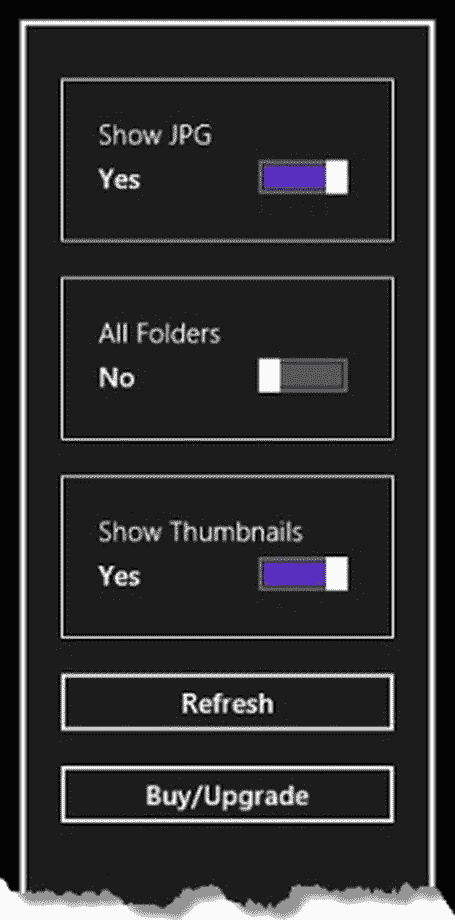 Show JPG
Yes
All Folders
No
Show Thumbnails
Yes
Refresh
Buy/Upgrade